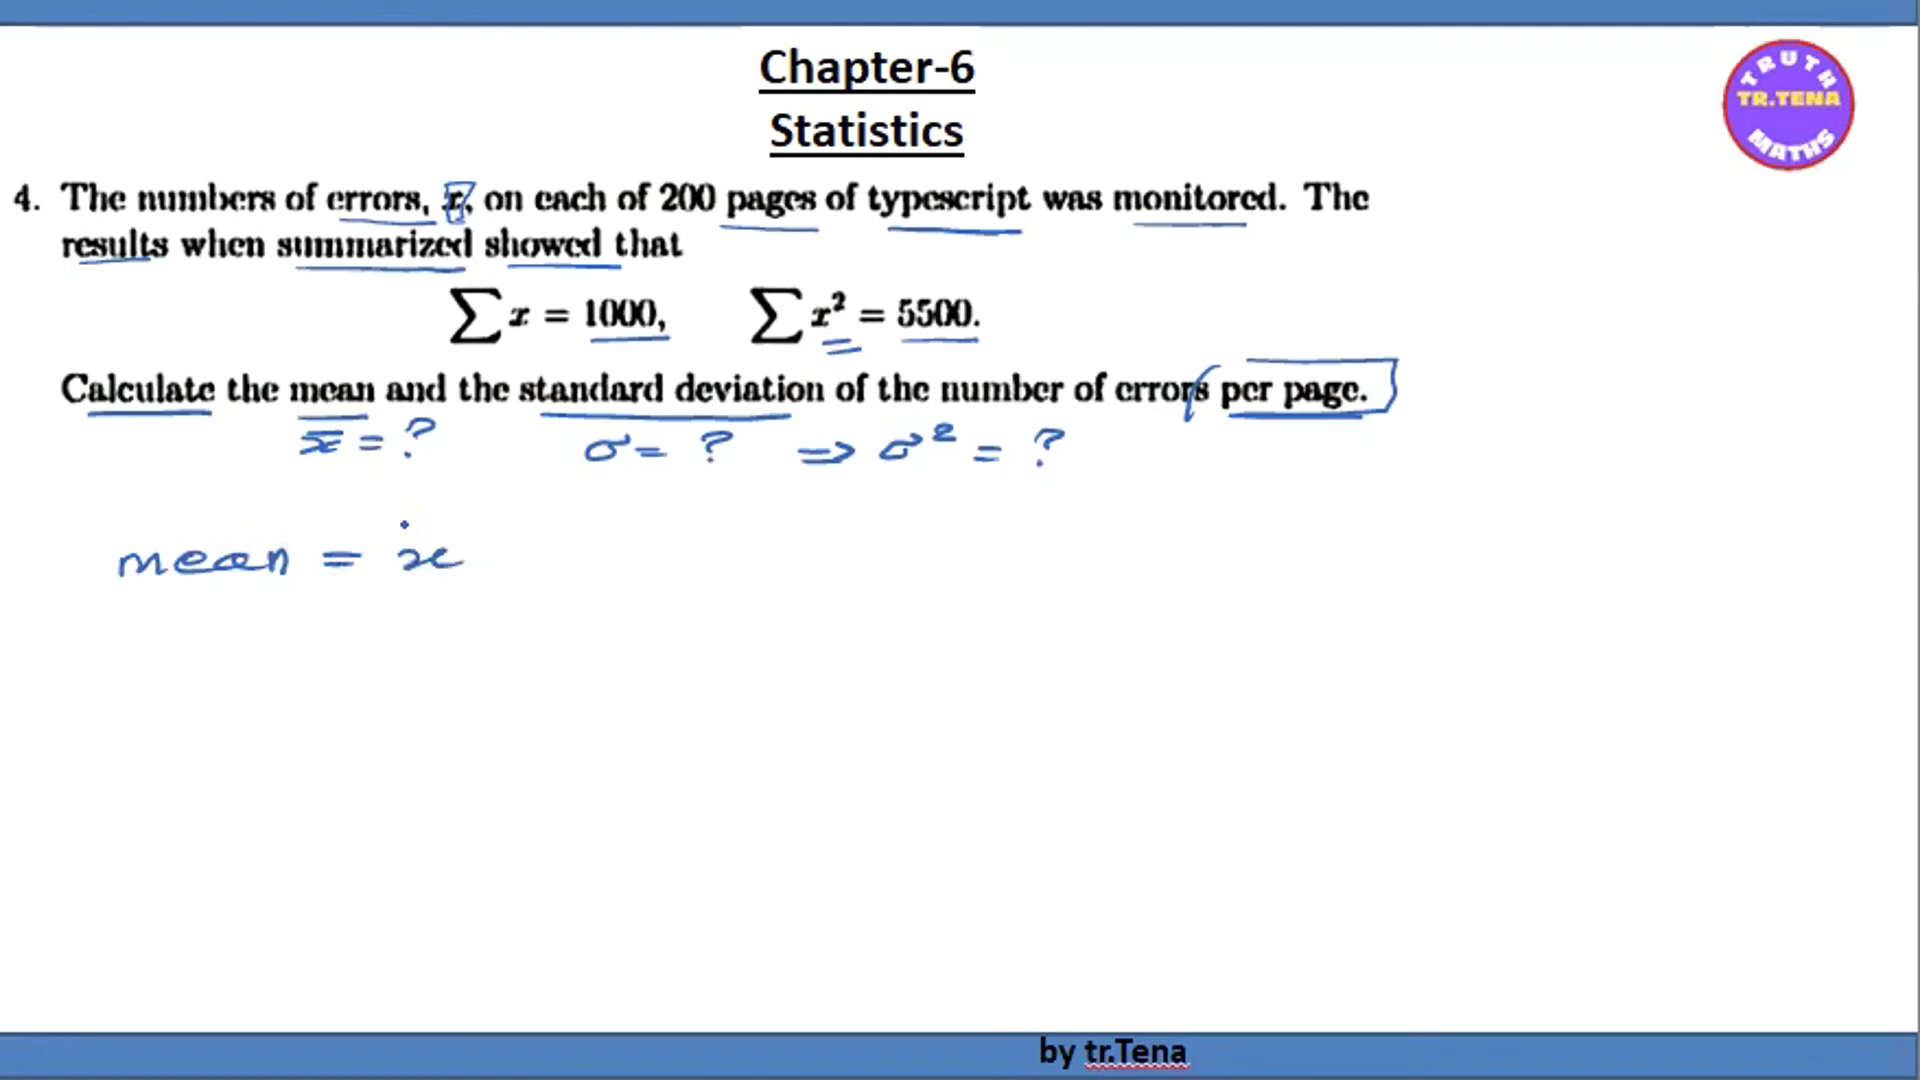 Chapter-6
Statistics
TRUTH
TR.TENA
MATHS
4. The numbers of errors, x, on each of 200 pages of typescript was monitored. The
results when summarized showed that
∑ x = 1000, ∑ x² = 5500.
Calculate the mean and the standard deviation of the number of errors per page.
x̄ = ? σ = ? ⇒ σ² = ?
mean = x
by tr.Tena